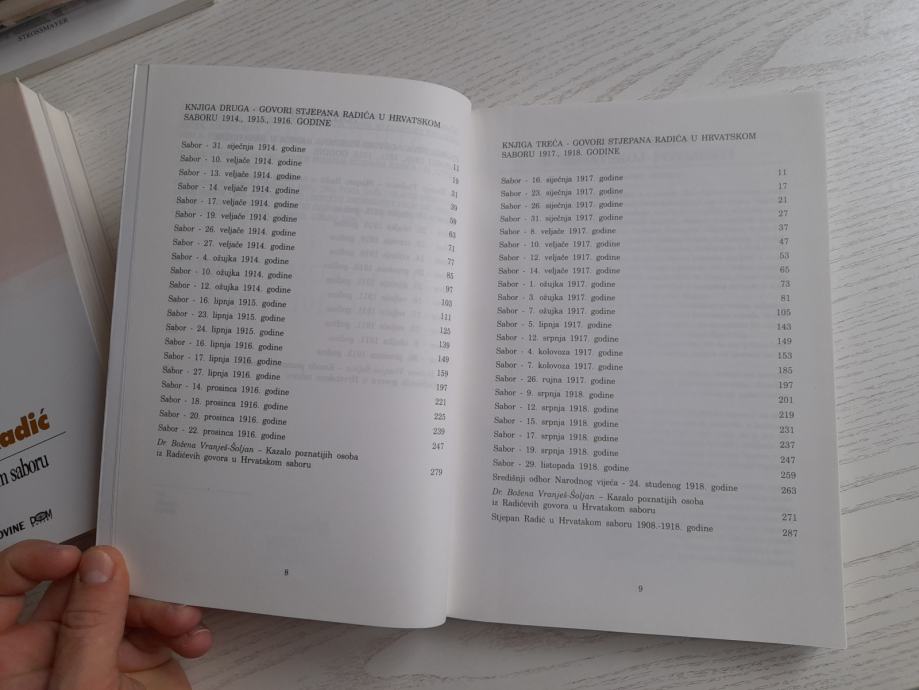 STROSSMAYER
adić
m saboru
OVINE DOM
KNJIGA DRUGA - GOVORI STJEPANA RADIĆA U HRVATSKOM
SABORU 1914., 1915., 1916. GODINE
Sabor - 31. siječnja 1914. godine 11
Sabor - 10. veljače 1914. godine 19
Sabor - 13. veljače 1914. godine 31
Sabor - 14. veljače 1914. godine 39
Sabor - 17. veljače 1914. godine 59
Sabor - 19. veljače 1914. godine 63
Sabor - 26. veljače 1914. godine 71
Sabor - 27. veljače 1914. godine 77
Sabor - 4. ožujka 1914. godine 85
Sabor - 10. ožujka 1914. godine 97
Sabor - 12. ožujka 1914. godine 103
Sabor - 16. lipnja 1915. godine 111
Sabor - 23. lipnja 1915. godine 125
Sabor - 24. lipnja 1915. godine 139
Sabor - 16. lipnja 1916. godine 149
Sabor - 17. lipnja 1916. godine 159
Sabor - 27. lipnja 1916. godine 197
Sabor - 14. prosinca 1916. godine 221
Sabor - 18. prosinca 1916. godine 225
Sabor - 20. prosinca 1916. godine 239
Sabor - 22. prosinca 1916. godine 247
Dr. Božena Vranješ-Šoljan – Kazalo poznatijih osoba
iz Radićevih govora u Hrvatskom saboru 279
8
KNJIGA TREĆA - GOVORI STJEPANA RADIĆA U HRVATSKOM
SABORU 1917., 1918. GODINE
Sabor - 16. siječnja 1917. godine 11
Sabor - 23. siječnja 1917. godine 17
Sabor - 26. siječnja 1917. godine 21
Sabor - 31. siječnja 1917. godine 27
Sabor - 8. veljače 1917. godine 37
Sabor - 10. veljače 1917. godine 47
Sabor - 12. veljače 1917. godine 53
Sabor - 14. veljače 1917. godine 65
Sabor - 1. ožujka 1917. godine 73
Sabor - 3. ožujka 1917. godine 81
Sabor - 7. ožujka 1917. godine 105
Sabor - 5. lipnja 1917. godine 143
Sabor - 12. srpnja 1917. godine 149
Sabor - 4. kolovoza 1917. godine 153
Sabor - 7. kolovoza 1917. godine 185
Sabor - 26. rujna 1917. godine 197
Sabor - 9. srpnja 1918. godine 201
Sabor - 12. srpnja 1918. godine 219
Sabor - 15. srpnja 1918. godine 231
Sabor - 17. srpnja 1918. godine 237
Sabor - 19. srpnja 1918. godine 247
Sabor - 29. listopada 1918. godine 259
Središnji odbor Narodnog vijeća - 24. studenog 1918. godine 263
Dr. Božena Vranješ-Šoljan – Kazalo poznatijih osoba
iz Radićevih govora u Hrvatskom saboru 271
Stjepan Radić u Hrvatskom saboru 1908.-1918. godine 287
9